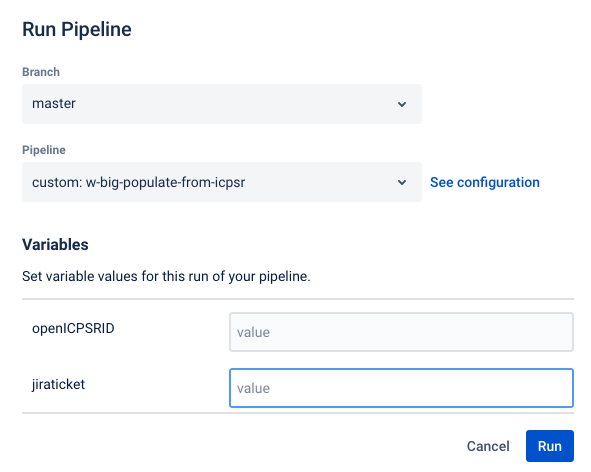 Run Pipeline
Branch
master
Pipeline
custom: w-big-populate-from-icpsr
See configuration
Variables
Set variable values for this run of your pipeline.
openICPSRID
value
jiraticket
value
Cancel
Run